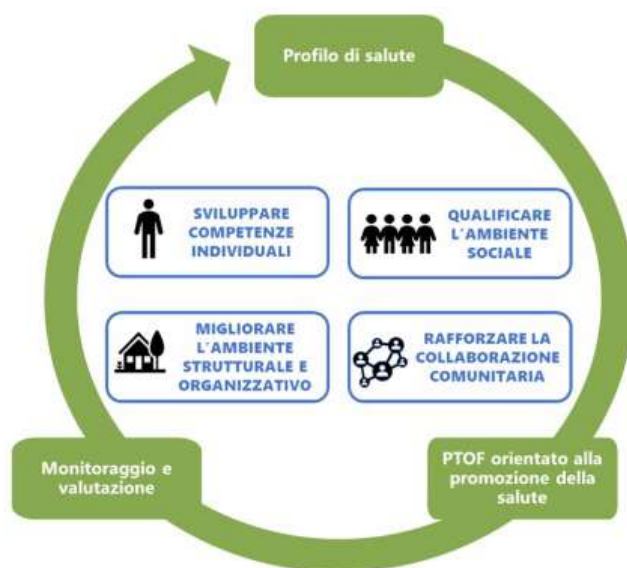 Profilo di salute
SVILUPPARE
COMPETENZE
INDIVIDUALI
QUALIFICARE
L'AMBIENTE
SOCIALE
MIGLIORARE
L'AMBIENTE
STRUTTURALE E
ORGANIZZATIVO
RAFFORZARE LA
COLLABORAZIONE
COMUNITARIA
Monitoraggio e
valutazione
PTOF orientato alla
promozione della
salute